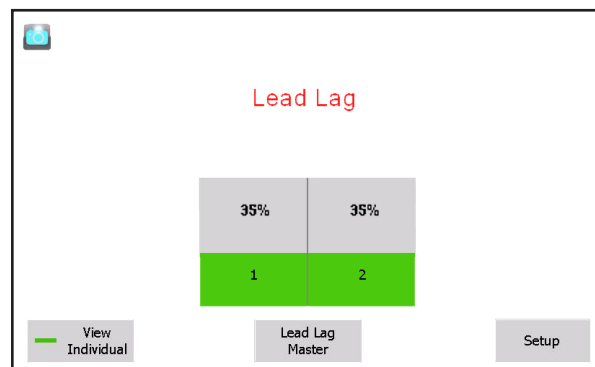 Lead Lag
35% 35%
1 2
View
Individual
Lead Lag
Master
Setup